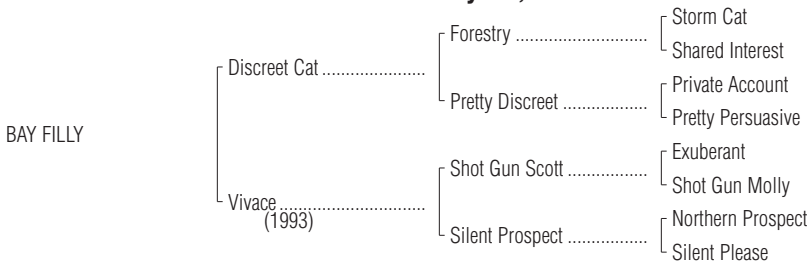 Storm Cat
Forestry ............................
Shared Interest
Discreet Cat ......................
Private Account
Pretty Discreet ..................
Pretty Persuasive
BAY FILLY
Exuberant
Shot Gun Scott .................
Shot Gun Molly
Vivace ...............................
(1993)
Northern Prospect
Silent Prospect .................
Silent Please